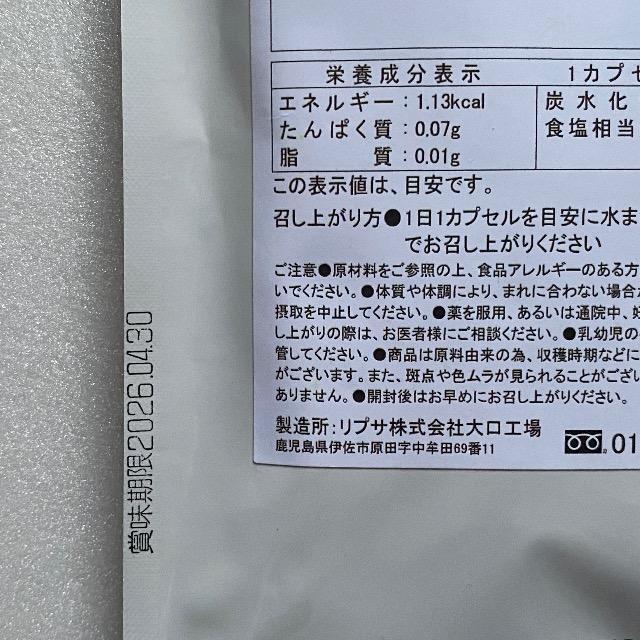 栄養成分表示 1カプセ
エネルギー：1.13kcal 炭水化
たんぱく質：0.07g 食塩相当
脂質：0.01g
この表示値は、目安です。
召し上がり方●1日1カプセルを目安に水ま
でお召し上がりください
ご注意●原材料をご参照の上、食品アレルギーのある方
いでください。●体質や体調により、まれに合わない場合が
摂取を中止してください。●薬を服用、あるいは通院中、妊
し上がりの際は、お医者様にご相談ください。●乳幼児の
管してください。●商品は原料由来の為、収穫時期などに
がございます。また、斑点や色ムラが見られることがござい
ありません。●開封後はお早めにお召し上がりください。
製造所：リプサ株式会社大口工場
鹿児島県伊佐市原田字中牟田69番11
01
賞味期限2026.04.30